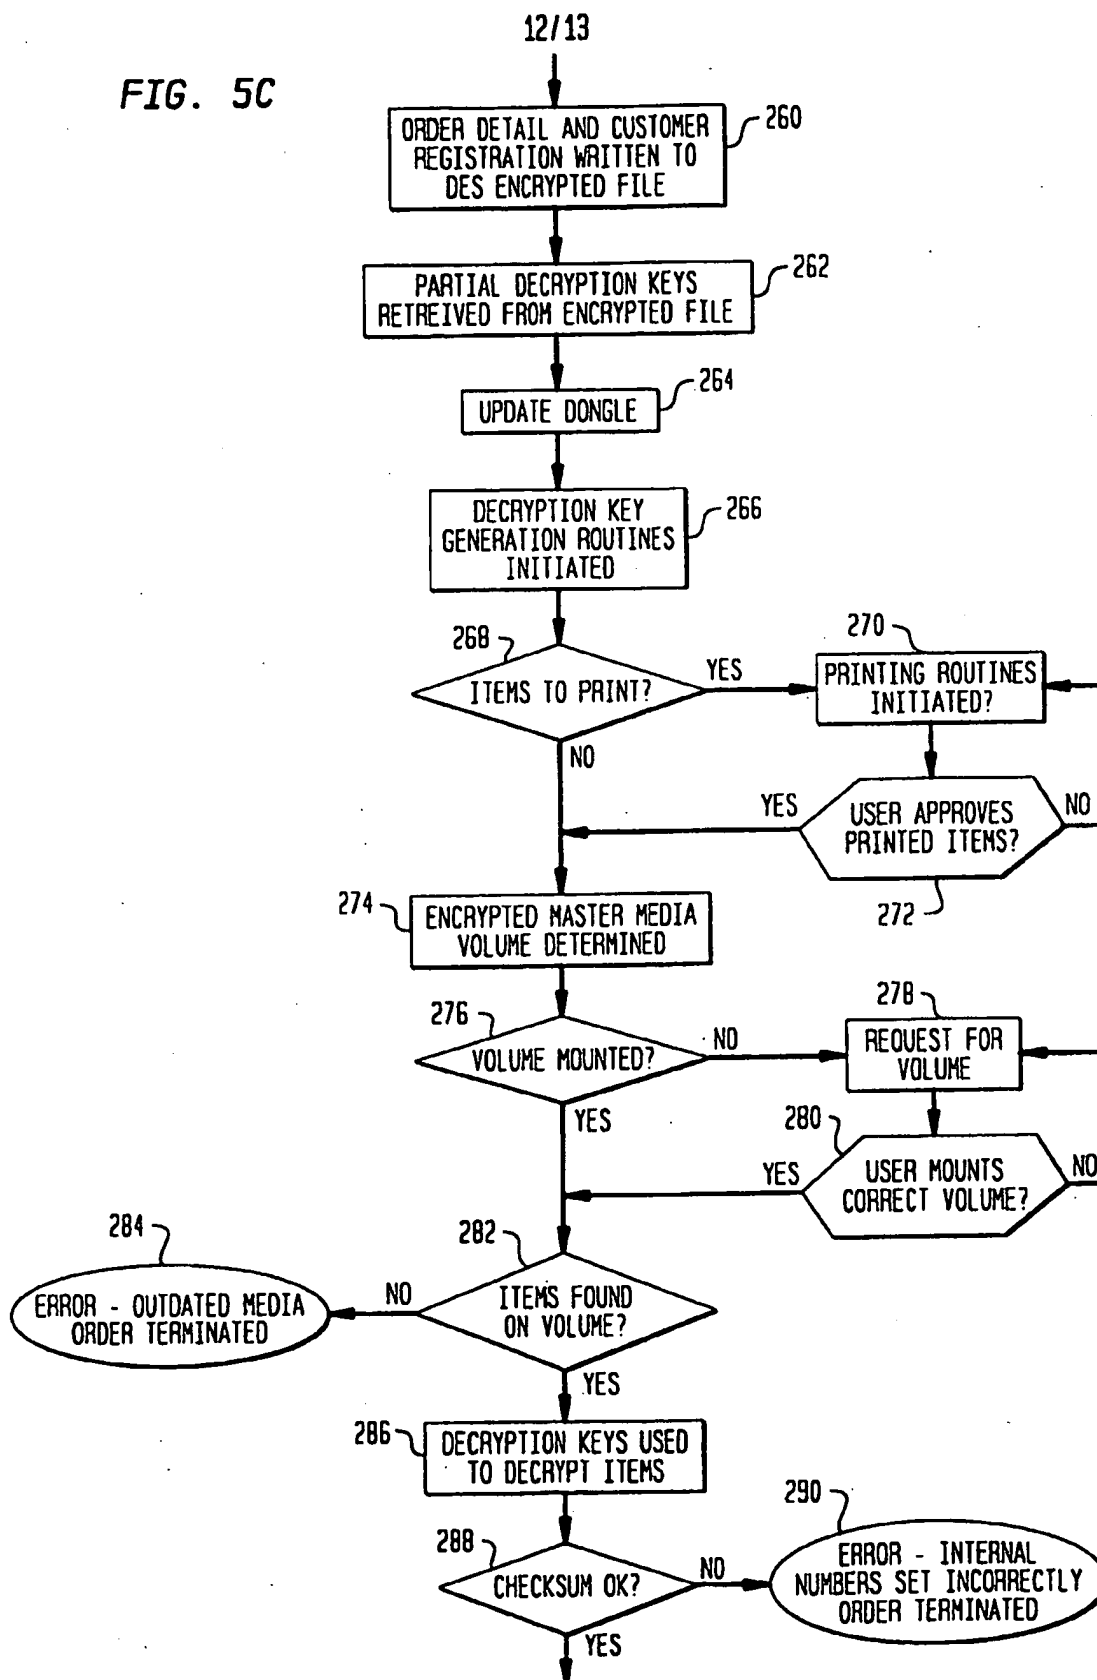 12/13
FIG. 5C
ORDER DETAIL AND CUSTOMER
REGISTRATION WRITTEN TO
DES ENCRYPTED FILE
260
PARTIAL DECRYPTION KEYS
RETREIVED FROM ENCRYPTED FILE
262
UPDATE DONGLE
264
DECRYPTION KEY
GENERATION ROUTINES
INITIATED
266
268
ITEMS TO PRINT?
YES
NO
270
PRINTING ROUTINES
INITIATED?
YES
USER APPROVES
PRINTED ITEMS?
NO
272
274
ENCRYPTED MASTER MEDIA
VOLUME DETERMINED
276
VOLUME MOUNTED?
NO
YES
278
REQUEST FOR
VOLUME
280
YES
USER MOUNTS
CORRECT VOLUME?
NO
282
ITEMS FOUND
ON VOLUME?
NO
YES
284
ERROR - OUTDATED MEDIA
ORDER TERMINATED
286
DECRYPTION KEYS USED
TO DECRYPT ITEMS
288
CHECKSUM OK?
NO
YES
290
ERROR - INTERNAL
NUMBERS SET INCORRECTLY
ORDER TERMINATED